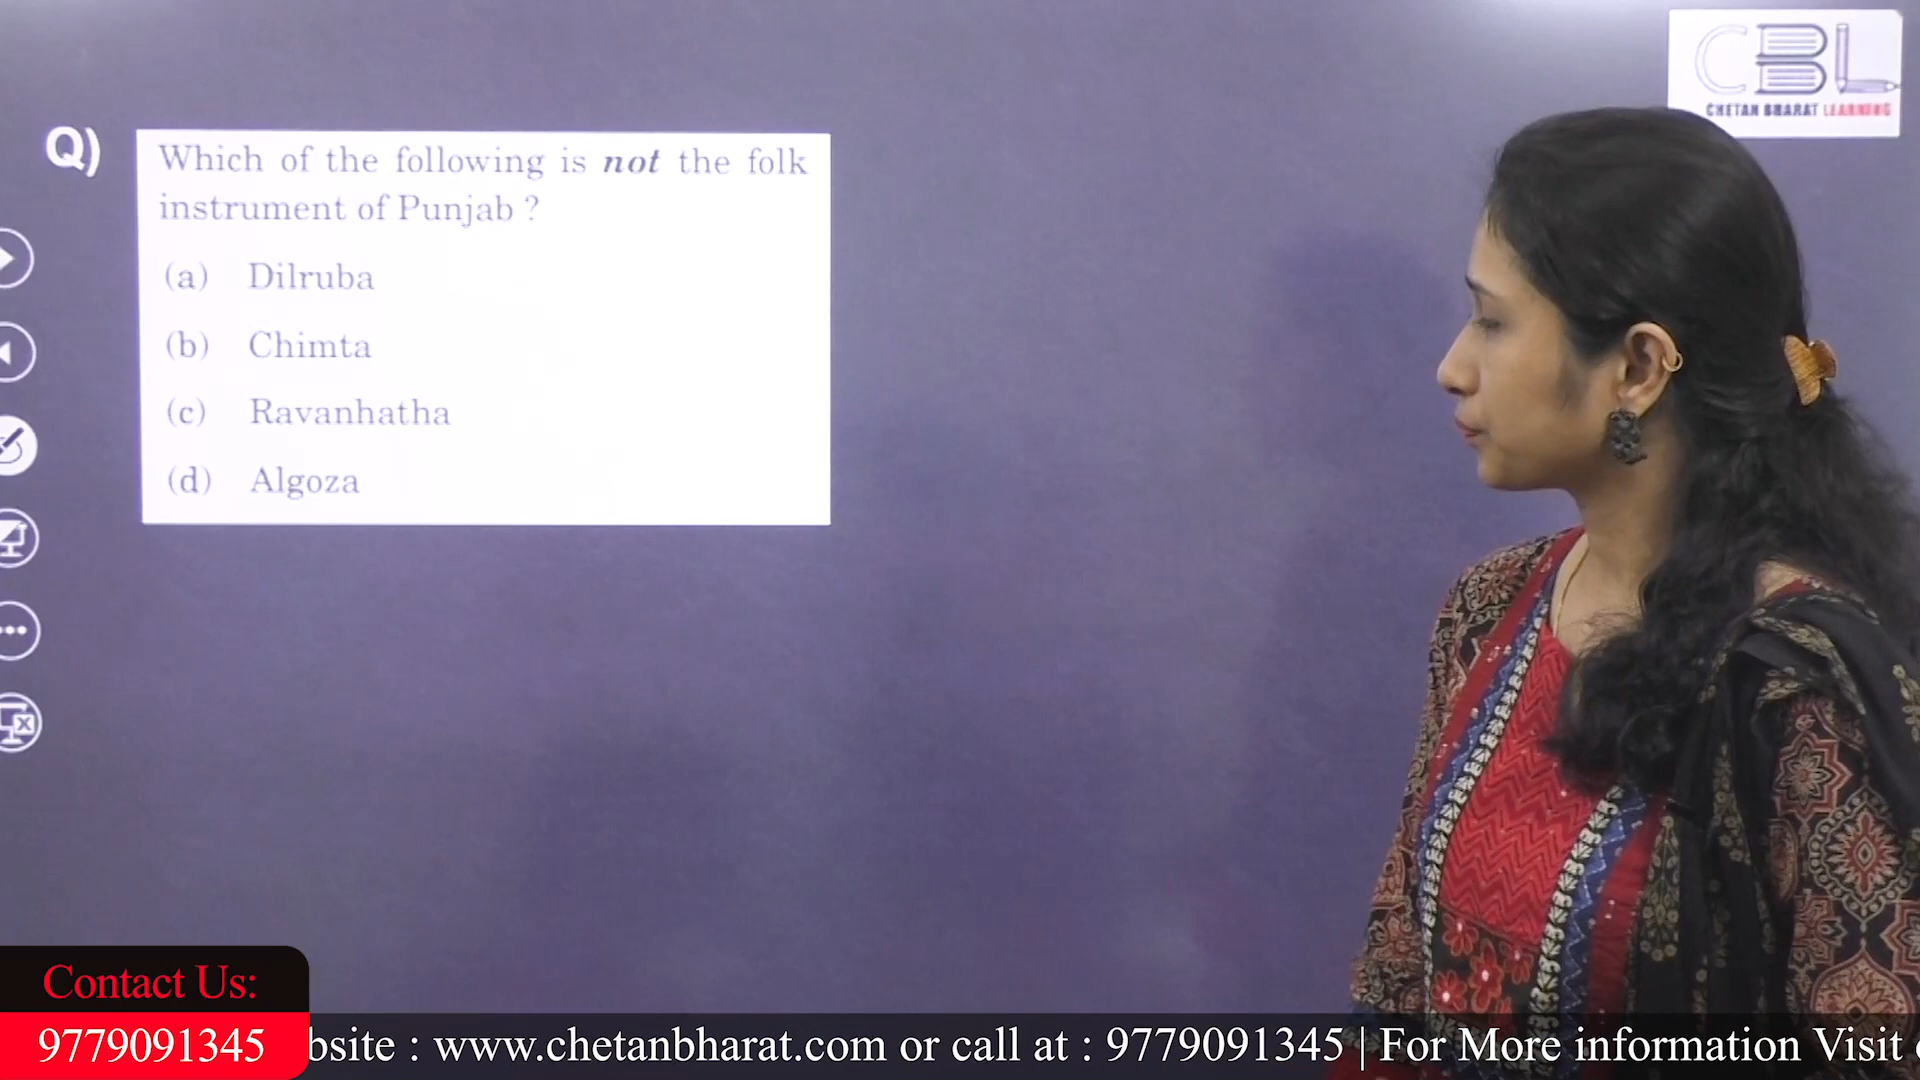 CBL
CHETAN BHARAT LEARNING
Q)
Which of the following is not the folk
instrument of Punjab ?
(a) Dilruba
(b) Chimta
(c) Ravanhatha
(d) Algoza
Contact Us:
9779091345
bsite : www.chetanbharat.com or call at : 9779091345 | For More information Visit